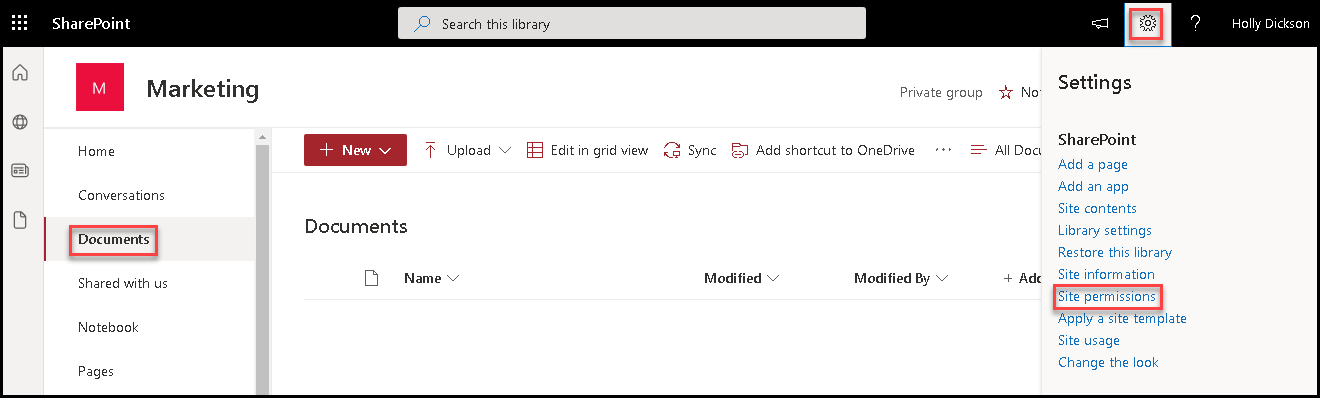 SharePoint
Search this library
?
Holly Dickson
M
Marketing
Private group
Home
Conversations
Documents
Shared with us
Notebook
Pages
+ New
Upload
Edit in grid view
Sync
Add shortcut to OneDrive
...
All Docu
Documents
Name
Modified
Modified By
+ Add
Settings
SharePoint
Add a page
Add an app
Site contents
Library settings
Restore this library
Site information
Site permissions
Apply a site template
Site usage
Change the look